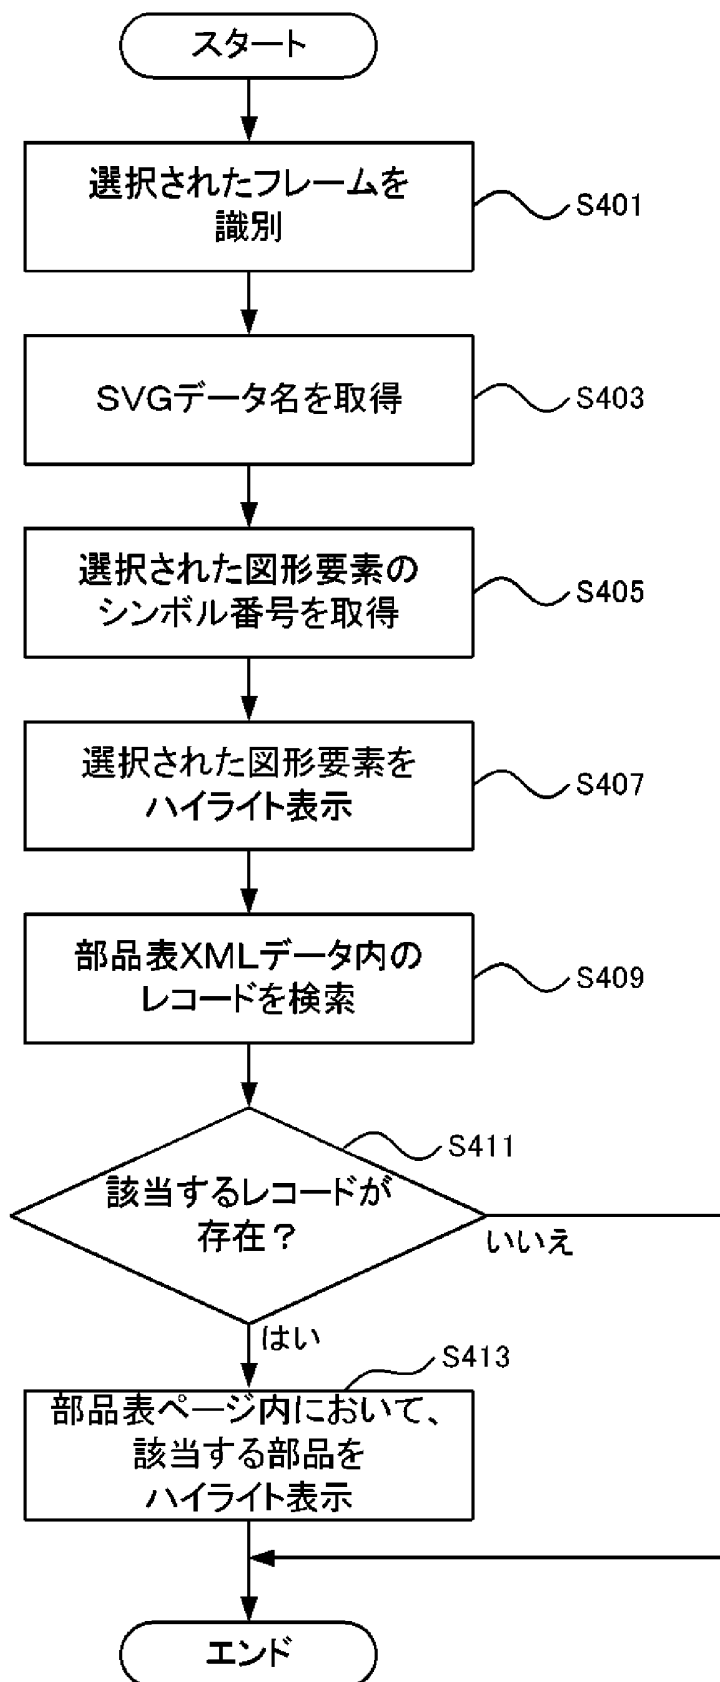 スタート
選択されたフレームを
識別
S401
SVGデータ名を取得
S403
選択された図形要素の
シンボル番号を取得
S405
選択された図形要素を
ハイライト表示
S407
部品表XMLデータ内の
レコードを検索
S409
S411
該当するレコードが
存在？
いいえ
はい
S413
部品表ページ内において、
該当する部品を
ハイライト表示
エンド